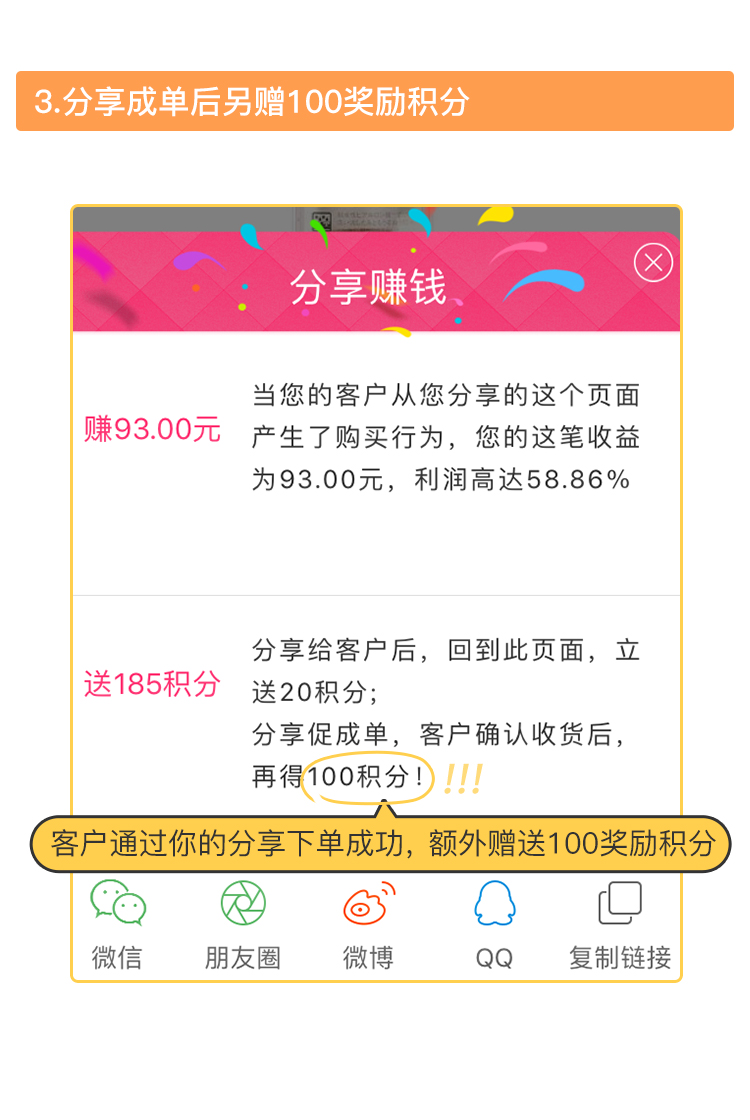 3.分享成单后另赠100奖励积分
分享赚钱
赚93.00元
当您的客户从您分享的这个页面
产生了购买行为，您的这笔收益
为93.00元，利润高达58.86%
送185积分
分享给客户后，回到此页面，立
送20积分；
分享促成单，客户确认收货后，
再得100积分！ !!!
客户通过你的分享下单成功，额外赠送100奖励积分
微信
朋友圈
微博
QQ
复制链接